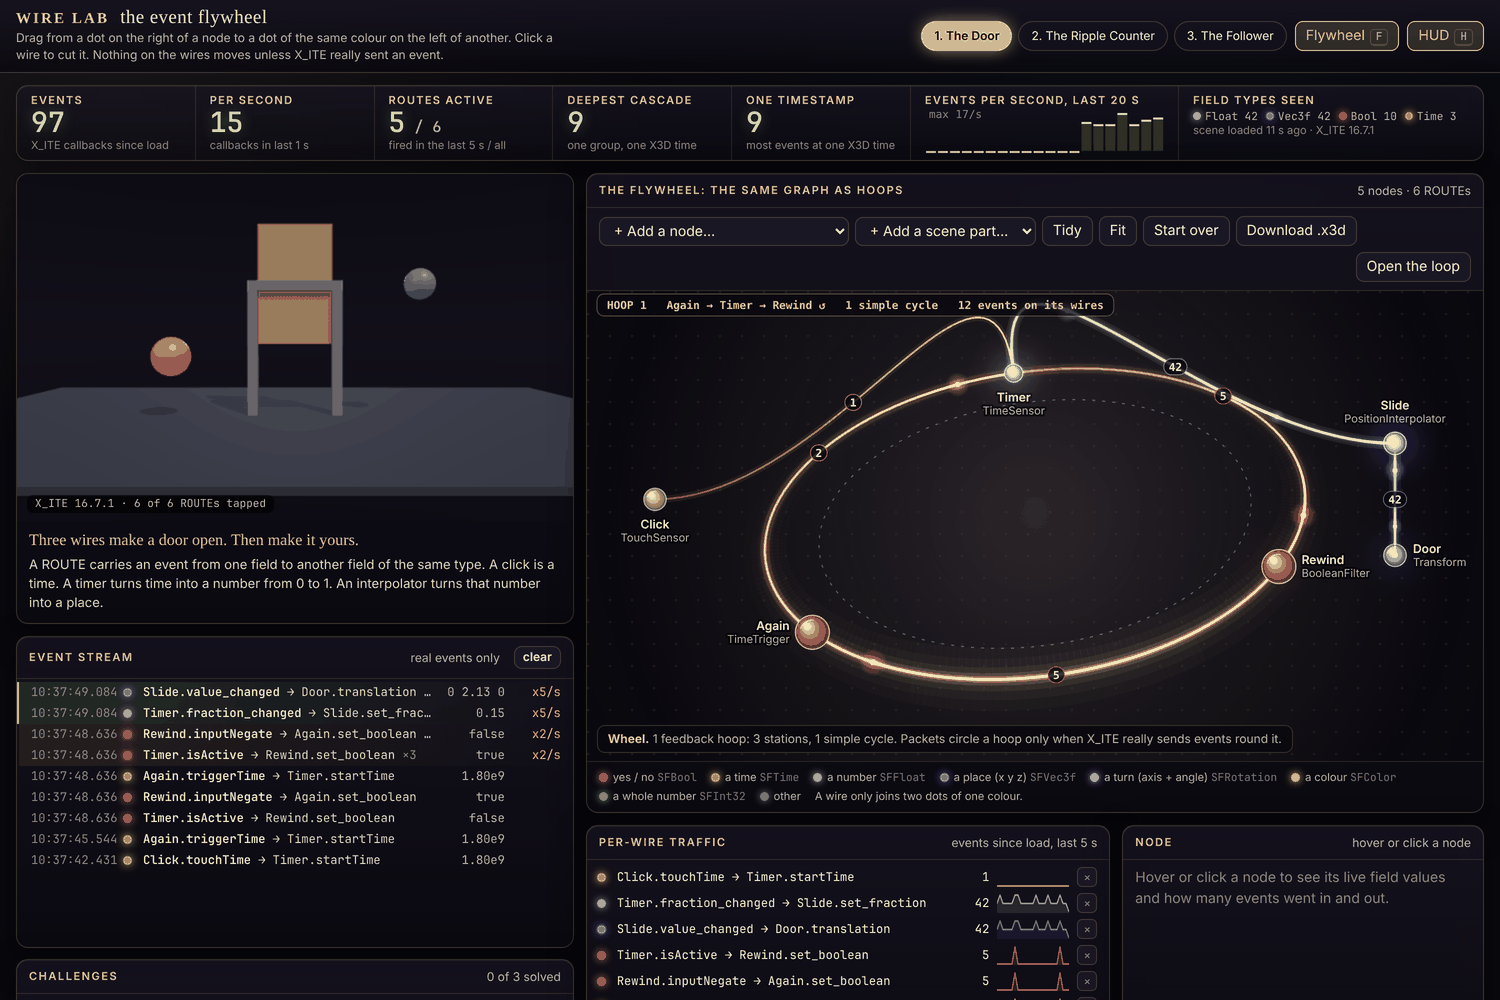 WIRE LAB the event flywheel
Drag from a dot on the right of a node to a dot of the same colour on the left of another. Click a
wire to cut it. Nothing on the wires moves unless X_ITE really sent an event.
1. The Door
2. The Ripple Counter
3. The Follower
Flywheel F
HUD H
EVENTS
97
X_ITE callbacks since load
PER SECOND
15
callbacks in last 1 s
ROUTES ACTIVE
5 / 6
fired in the last 5 s / all
DEEPEST CASCADE
9
one group, one X3D time
ONE TIMESTAMP
9
most events at one X3D time
EVENTS PER SECOND, LAST 20 S
max 17/s
FIELD TYPES SEEN
Float 42 Vec3f 42 Bool 10 Time 3
scene loaded 11 s ago · X_ITE 16.7.1
X_ITE 16.7.1 · 6 of 6 ROUTEs tapped
Three wires make a door open. Then make it yours.
A ROUTE carries an event from one field to another field of the same type. A click is a
time. A timer turns time into a number from 0 to 1. An interpolator turns that number
into a place.
EVENT STREAM
real events only
clear
10:37:49.084 Slide.value_changed → Door.translation … 0 2.13 0 x5/s
10:37:49.084 Timer.fraction_changed → Slide.set_frac… 0.15 x5/s
10:37:48.636 Rewind.inputNegate → Again.set_boolean … false x2/s
10:37:48.636 Timer.isActive → Rewind.set_boolean ×3 true x2/s
10:37:48.636 Again.triggerTime → Timer.startTime 1.80e9
10:37:48.636 Rewind.inputNegate → Again.set_boolean true
10:37:48.636 Timer.isActive → Rewind.set_boolean false
10:37:45.544 Again.triggerTime → Timer.startTime 1.80e9
10:37:42.431 Click.touchTime → Timer.startTime 1.80e9
CHALLENGES
0 of 3 solved
THE FLYWHEEL: THE SAME GRAPH AS HOOPS
5 nodes · 6 ROUTEs
+ Add a node...
+ Add a scene part...
Tidy
Fit
Start over
Download .x3d
Open the loop
HOOP 1 Again → Timer → Rewind ↺ 1 simple cycle 12 events on its wires
42
1
5
Timer
TimeSensor
Slide
PositionInterpolator
2
Click
TouchSensor
42
Door
Transform
Rewind
BooleanFilter
Again
TimeTrigger
5
Wheel. 1 feedback hoop: 3 stations, 1 simple cycle. Packets circle a hoop only when X_ITE really sends events round it.
yes / no SFBool a time SFTime a number SFFloat a place (x y z) SFVec3f a turn (axis + angle) SFRotation a colour SFColor
a whole number SFInt32 other A wire only joins two dots of one colour.
PER-WIRE TRAFFIC
events since load, last 5 s
Click.touchTime → Timer.startTime 1 ×
Timer.fraction_changed → Slide.set_fraction 42 ×
Slide.value_changed → Door.translation 42 ×
Timer.isActive → Rewind.set_boolean 5 ×
Rewind.inputNegate → Again.set_boolean 5 ×
NODE
hover or click a node
Hover or click a node to see its live field values
and how many events went in and out.